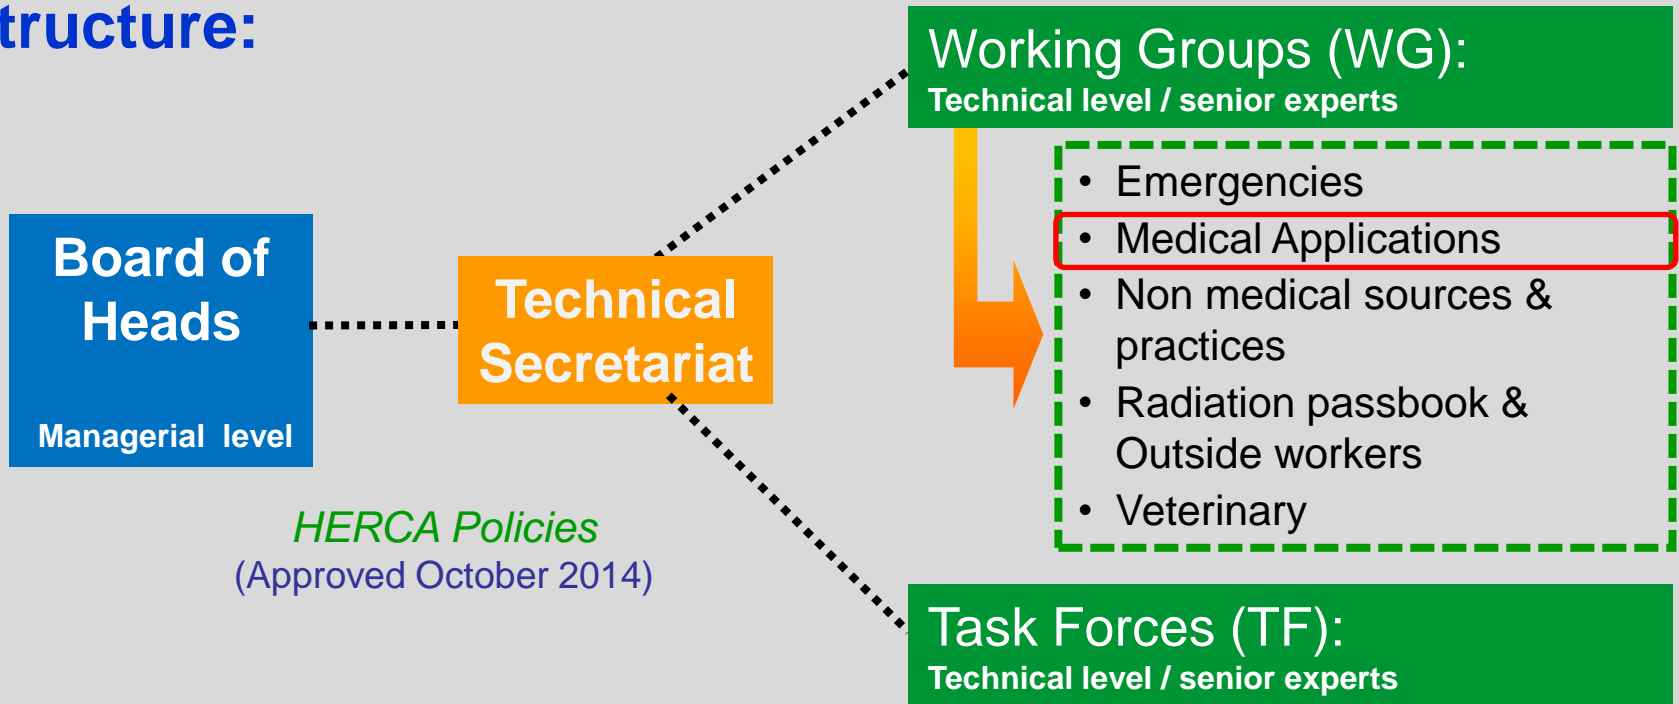 tructure:
Board of
Heads
Managerial level
Technical
Secretariat
HERCA Policies
(Approved October 2014)
Working Groups (WG):
Technical level / senior experts
• Emergencies
• Medical Applications
• Non medical sources &
practices
• Radiation passbook &
Outside workers
• Veterinary
Task Forces (TF):
Technical level / senior experts